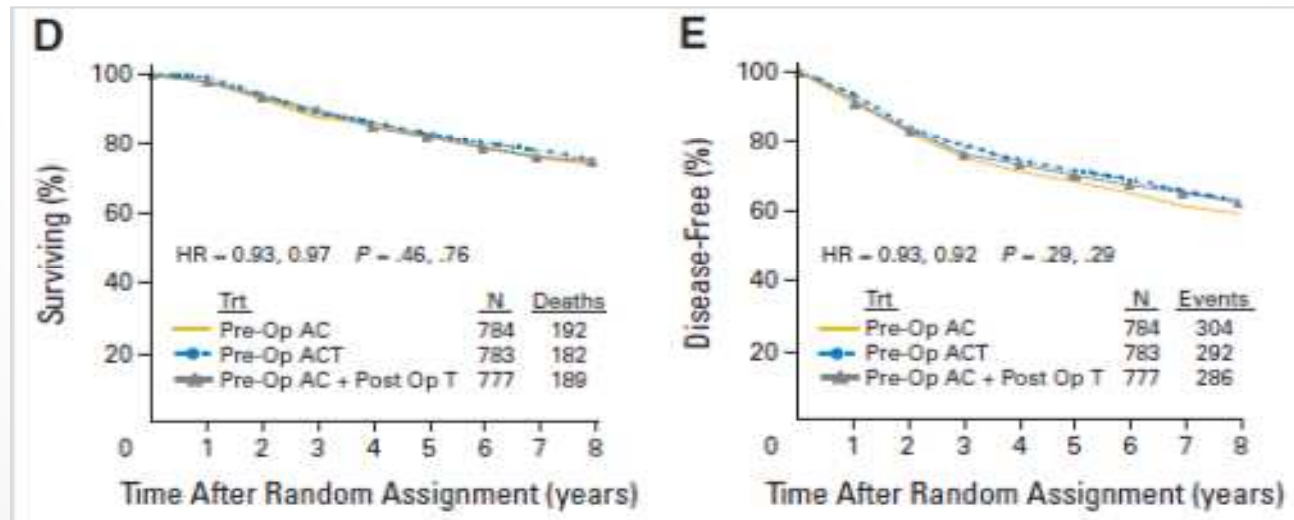 D
100
80
60
40
20
0
Surviving (%)
HR = 0.93, 0.97 P = .46, .76
Trt N Deaths
Pre-Op AC 784 192
Pre-Op ACT 783 182
Pre-Op AC + Post Op T 777 189
1 2 3 4 5 6 7 8
Time After Random Assignment (years)
E
100
80
60
40
20
0
Disease-Free (%)
HR = 0.93, 0.92 P = .29, .29
Trt N Events
Pre-Op AC 784 304
Pre-Op ACT 783 292
Pre-Op AC + Post Op T 777 286
1 2 3 4 5 6 7 8
Time After Random Assignment (years)